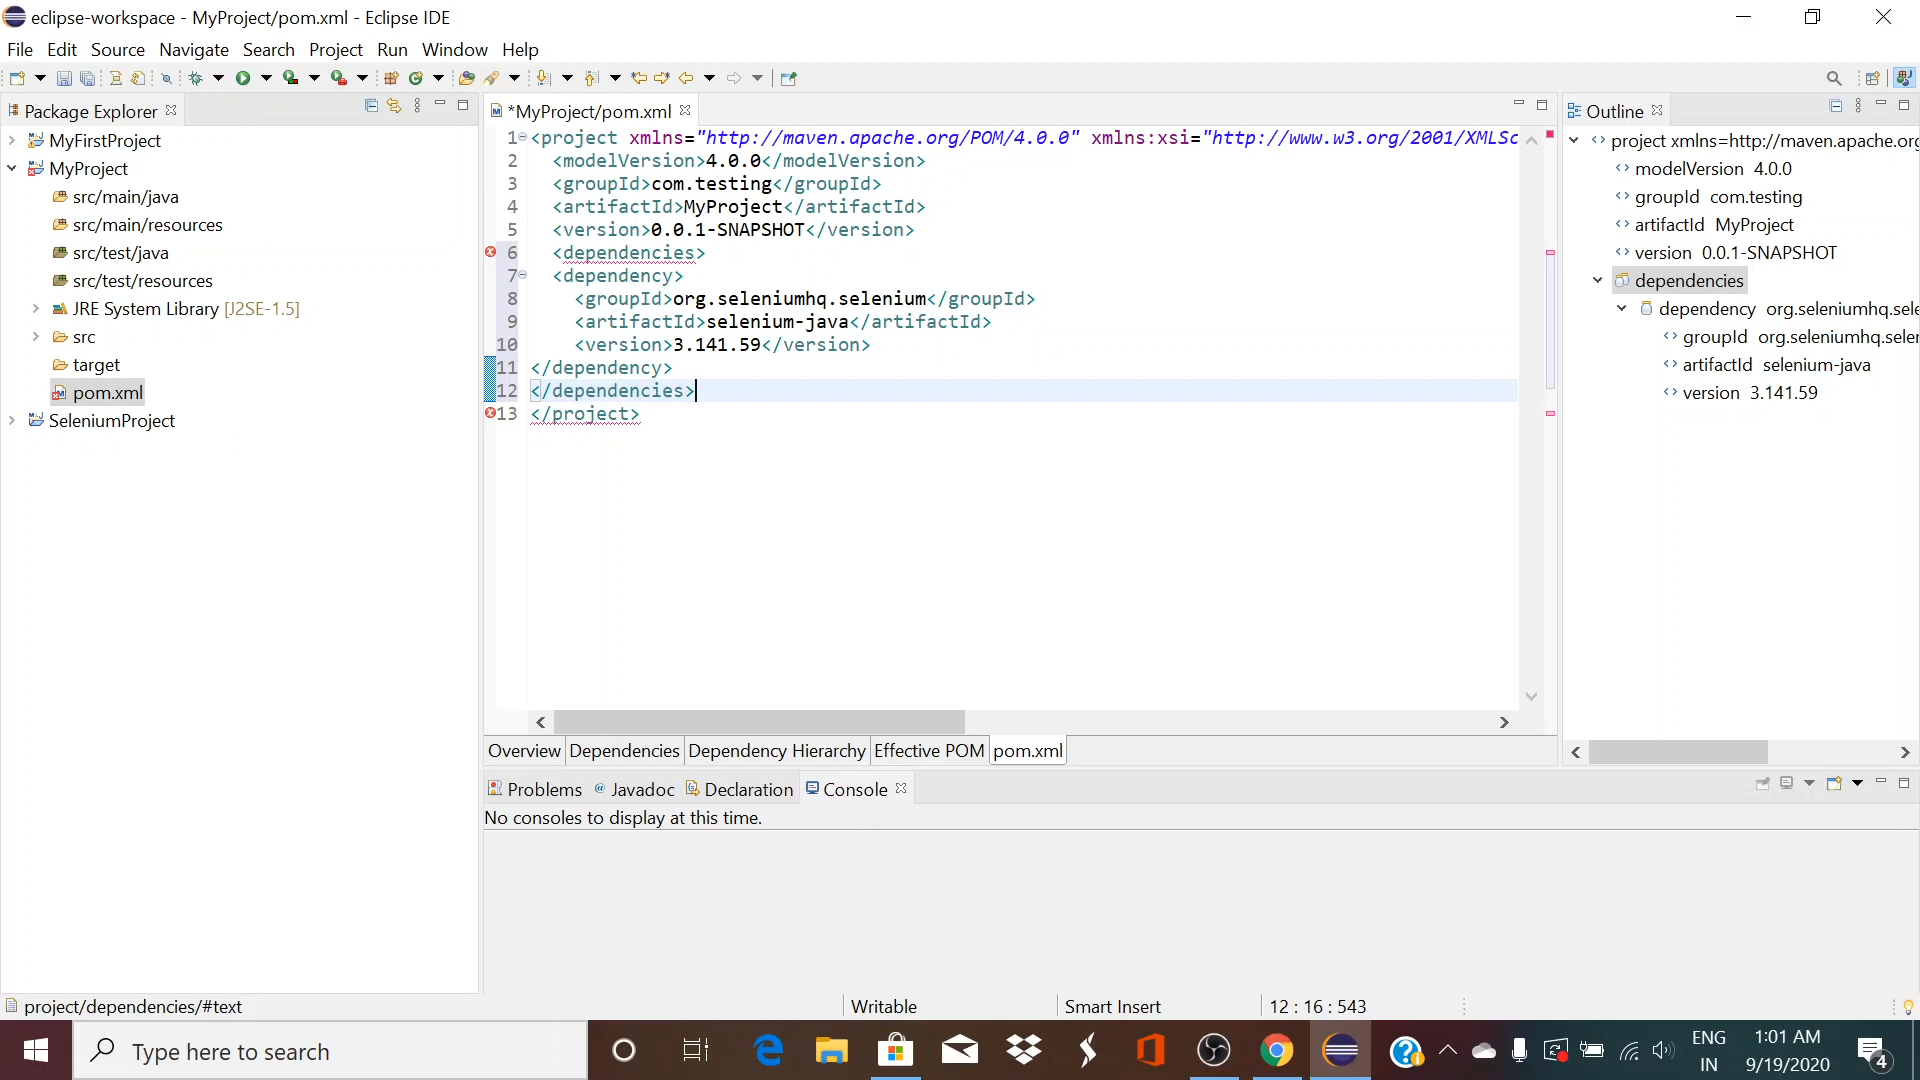 eclipse-workspace - MyProject/pom.xml - Eclipse IDE
File Edit Source Navigate Search Project Run Window Help
Package Explorer
MyFirstProject
MyProject
src/main/java
src/main/resources
src/test/java
src/test/resources
JRE System Library [J2SE-1.5]
src
target
pom.xml
SeleniumProject
*MyProject/pom.xml
1 <project xmlns="http://maven.apache.org/POM/4.0.0" xmlns:xsi="http://www.w3.org/2001/XMLSc
2 <modelVersion>4.0.0</modelVersion>
3 <groupId>com.testing</groupId>
4 <artifactId>MyProject</artifactId>
5 <version>0.0.1-SNAPSHOT</version>
6 <dependencies>
7 <dependency>
8 <groupId>org.seleniumhq.selenium</groupId>
9 <artifactId>selenium-java</artifactId>
10 <version>3.141.59</version>
11 </dependency>
12 </dependencies>
13 </project>
Overview Dependencies Dependency Hierarchy Effective POM pom.xml
Outline
project xmlns=http://maven.apache.org
modelVersion 4.0.0
groupId com.testing
artifactId MyProject
version 0.0.1-SNAPSHOT
dependencies
dependency org.seleniumhq.sele
groupId org.seleniumhq.selen
artifactId selenium-java
version 3.141.59
Problems Javadoc Declaration Console
No consoles to display at this time.
project/dependencies/#text Writable Smart Insert 12 : 16 : 543
Type here to search
ENG
IN
1:01 AM
9/19/2020
4